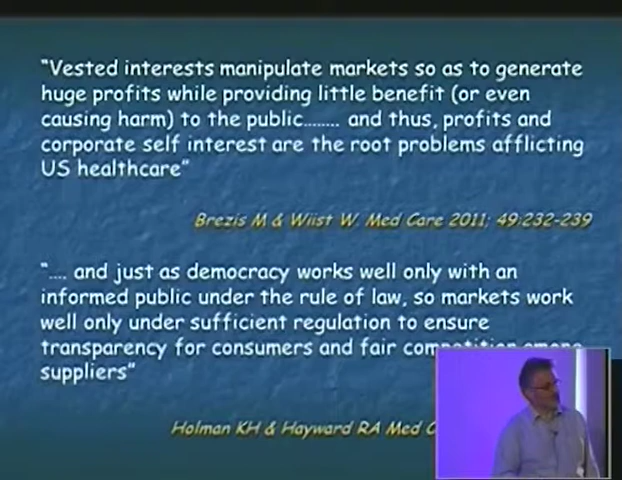 “Vested interests manipulate markets so as to generate
huge profits while providing little benefit (or even
causing harm) to the public........ and thus, profits and
corporate self interest are the root problems afflicting
US healthcare”
Brezis M & Wiist W. Med Care 2011; 49:232-239
“.... and just as democracy works well only with an
informed public under the rule of law, so markets work
well only under sufficient regulation to ensure
transparency for consumers and fair competition among
suppliers”
Holman KH & Hayward RA Med